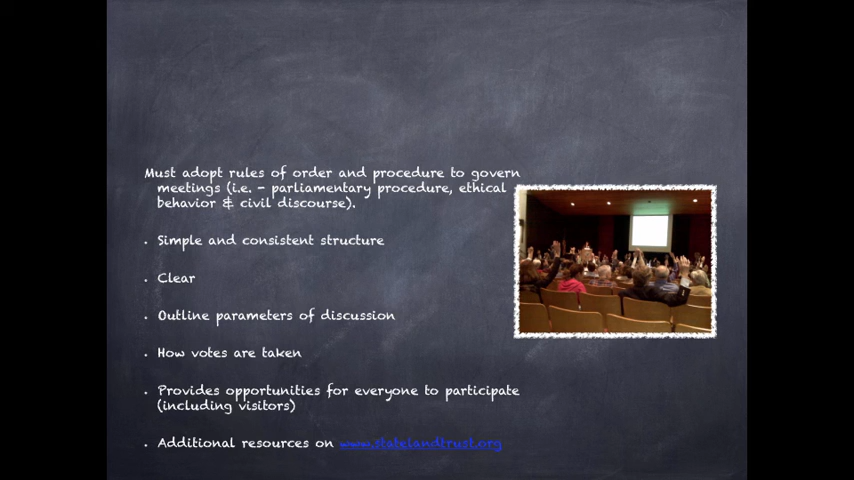 Must adopt rules of order and procedure to govern
meetings (i.e. - parliamentary procedure, ethical
behavior & civil discourse).
• Simple and consistent structure
• Clear
• Outline parameters of discussion
• How votes are taken
• Provides opportunities for everyone to participate
(including visitors)
• Additional resources on www.statelandtrust.org